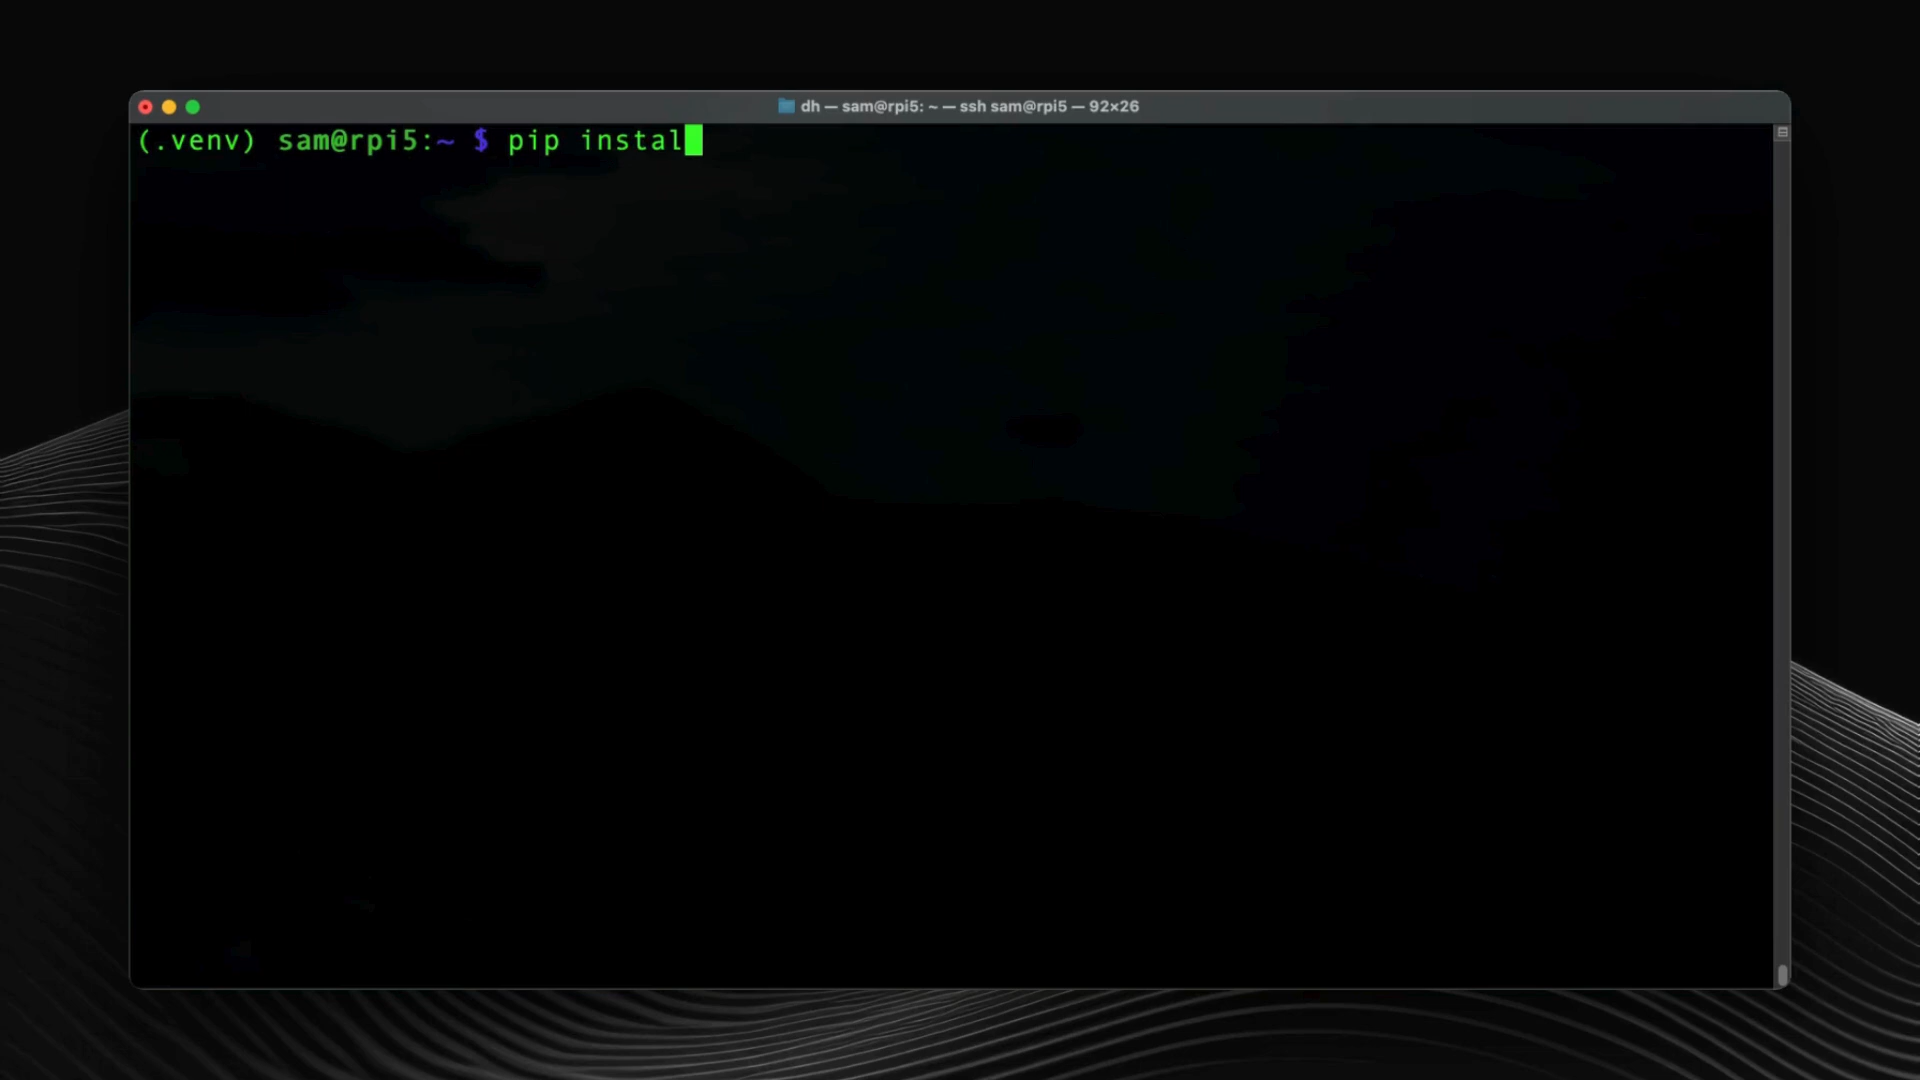 dh — sam@rpi5: ~ — ssh sam@rpi5 — 92×26
(.venv) sam@rpi5:~ $ pip instal